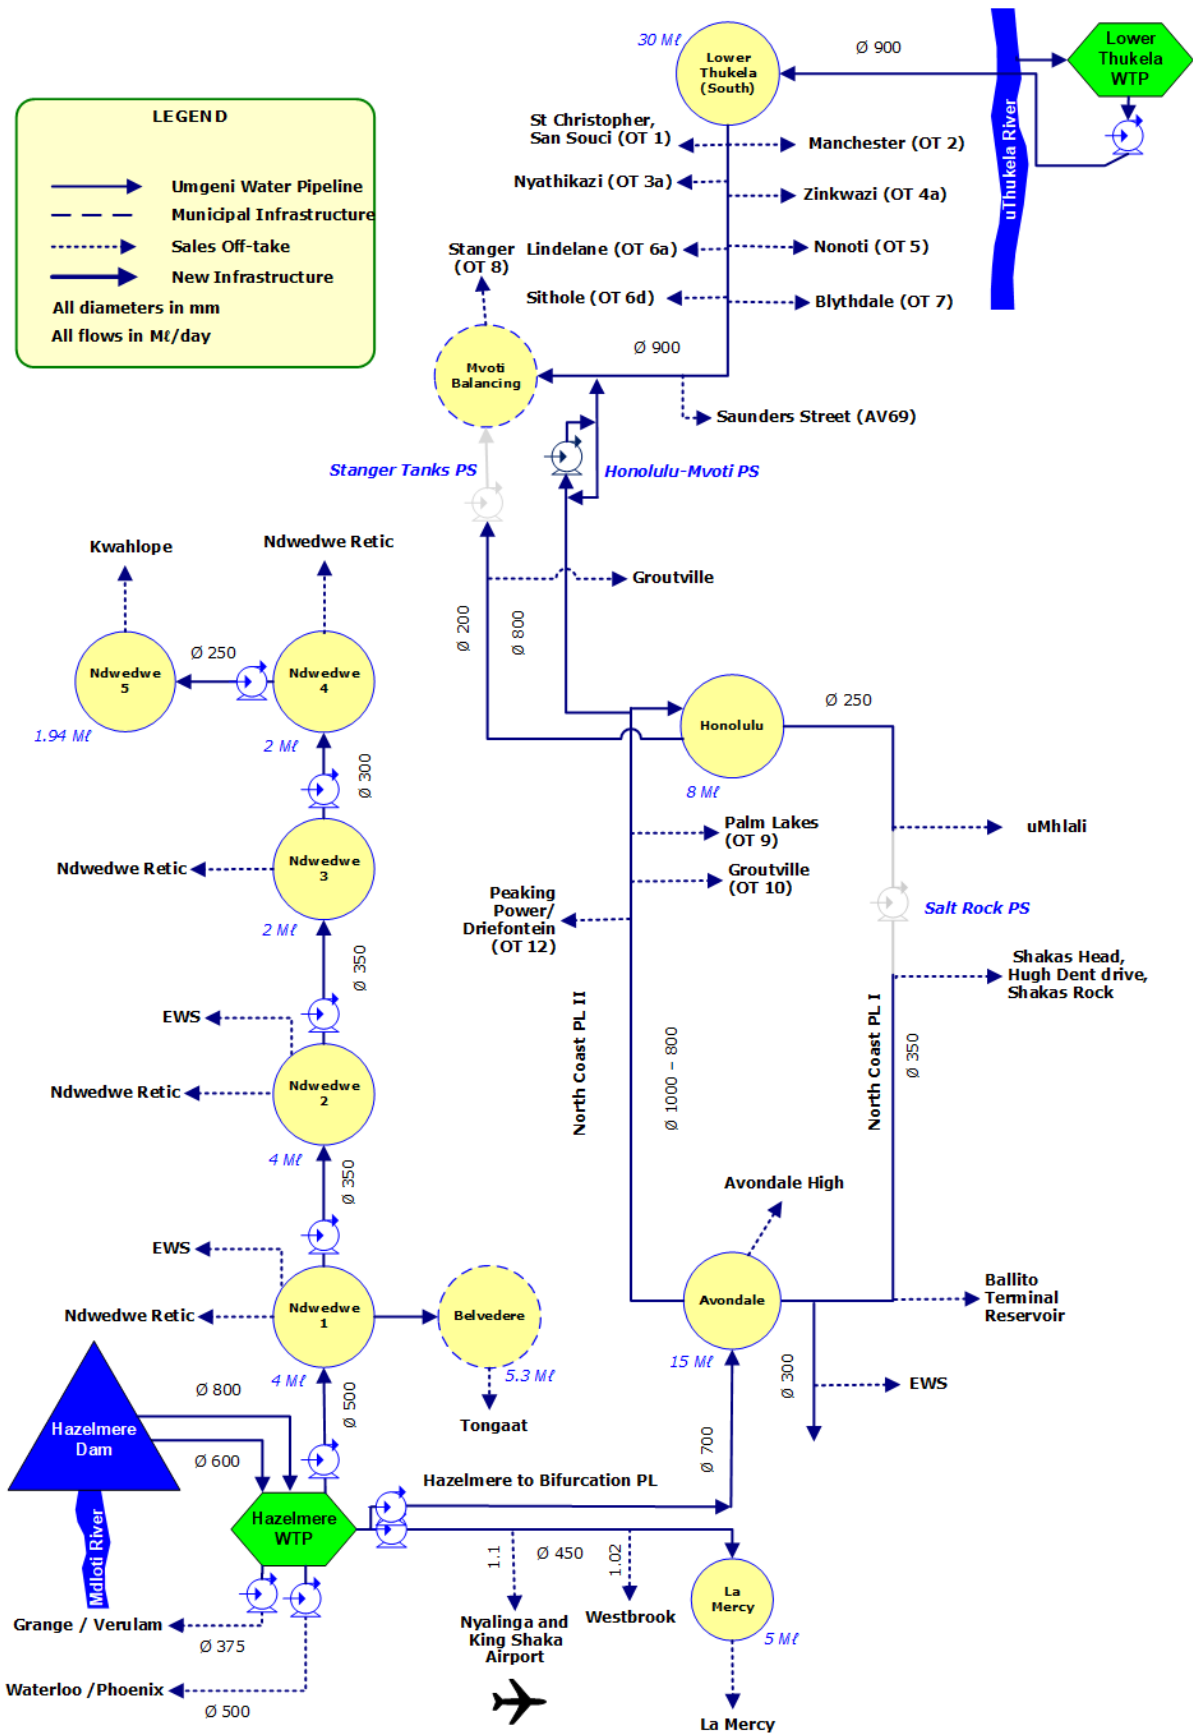 30 Mℓ
Lower
Thukela
(South)
Ø 900
Lower
Thukela
WTP
uThukela River
LEGEND
Umgeni Water Pipeline
Municipal Infrastructure
Sales Off-take
New Infrastructure
All diameters in mm
All flows in Mℓ/day
St Christopher,
San Souci (OT 1)
Manchester (OT 2)
Nyathikazi (OT 3a)
Zinkwazi (OT 4a)
Stanger
(OT 8)
Lindelane (OT 6a)
Nonoti (OT 5)
Sithole (OT 6d)
Blythdale (OT 7)
Ø 900
Mvoti
Balancing
Saunders Street (AV69)
Stanger Tanks PS
Honolulu-Mvoti PS
Kwahlope
Ndwedwe Retic
Groutville
Ø 200
Ø 800
Ndwedwe
5
Ø 250
Ndwedwe
4
1.94 Mℓ
2 Mℓ
Honolulu
Ø 250
8 Mℓ
Ø 300
Palm Lakes
(OT 9)
uMhlali
Ndwedwe Retic
Ndwedwe
3
2 Mℓ
Groutville
(OT 10)
Peaking
Power/
Driefontein
(OT 12)
Salt Rock PS
Ø 350
Shakas Head,
Hugh Dent drive,
Shakas Rock
EWS
Ndwedwe Retic
Ndwedwe
2
4 Mℓ
North Coast PL II
Ø 1000 – 800
North Coast PL I
Ø 350
Ø 350
Avondale High
EWS
Ndwedwe Retic
Ndwedwe
1
4 Mℓ
Belvedere
5.3 Mℓ
Tongaat
Avondale
15 Mℓ
Ballito
Terminal
Reservoir
Ø 300
EWS
Ø 500
Ø 700
Ø 800
Ø 600
Hazelmere
Dam
Mdloti River
Hazelmere
WTP
Hazelmere to Bifurcation PL
1.1
Ø 450
1.02
Nyalinga and
King Shaka
Airport
Westbrook
La
Mercy
5 Mℓ
La Mercy
Grange / Verulam
Ø 375
Waterloo /Phoenix
Ø 500